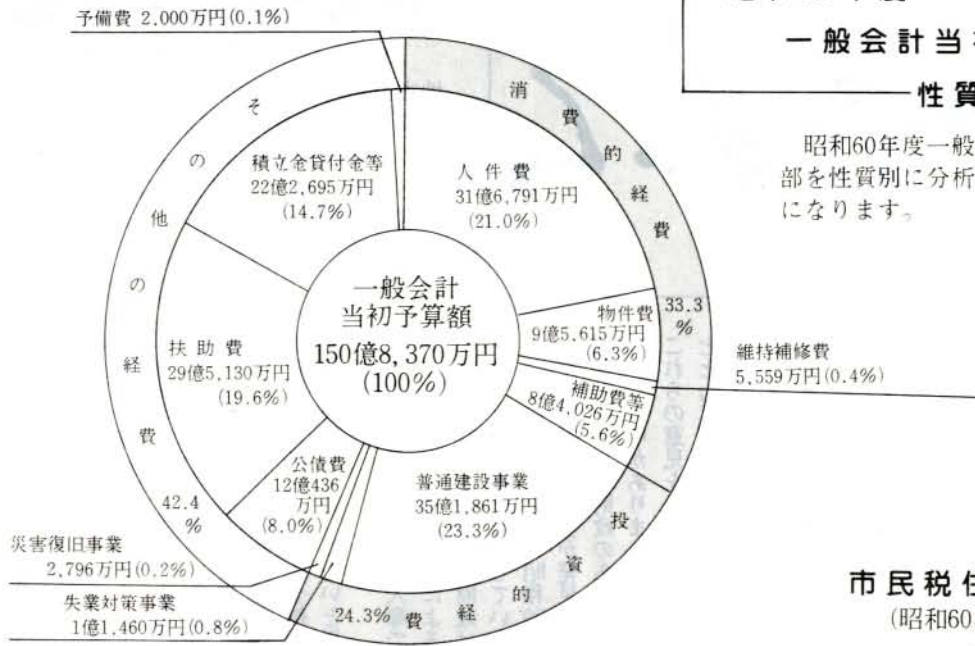 予備費 2,000万円(0.1%)
一般会計当
性質
昭和60年度一般
部を性質別に分析
になります。
消費的経費
33.3
%
人件費
31億6,791万円
(21.0%)
物件費
9億5,615万円
(6.3%)
維持補修費
5,559万円(0.4%)
補助費等
8億4,026万円
(5.6%)
投資的経費
24.3%
普通建設事業
35億1,861万円
(23.3%)
失業対策事業
1億1,460万円(0.8%)
災害復旧事業
2,796万円(0.2%)
その他の経費
42.4
%
公債費
12億436
万円
(8.0%)
扶助費
29億5,130万円
(19.6%)
積立金貸付金等
22億2,695万円
(14.7%)
一般会計
当初予算額
150億8,370万円
(100%)
市民税
(昭和60